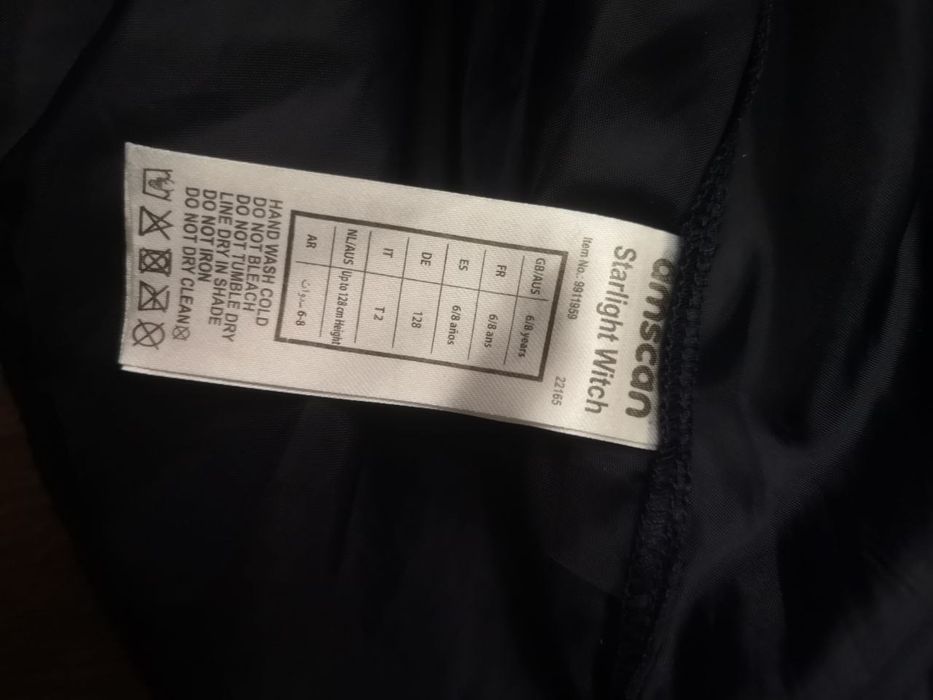 amscan
Starlight Witch
Item No.: 9911959
22165
GB/AUS 6/8 years
FR 6/8 ans
ES 6/8 años
DE 128
IT T 2
NL/AUS Up to 128 cm Height
AR 6-8 سنوات
HAND WASH COLD
DO NOT BLEACH
DO NOT TUMBLE DRY
LINE DRY IN SHADE
DO NOT IRON
DO NOT DRY CLEAN